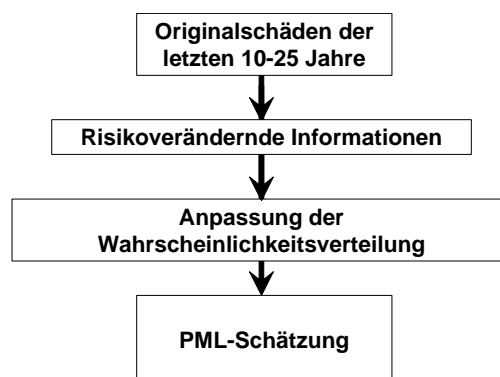 Originalschäden der
letzten 10-25 Jahre
Risikoverändernde Informationen
Anpassung der
Wahrscheinlichkeitsverteilung
PML-Schätzung